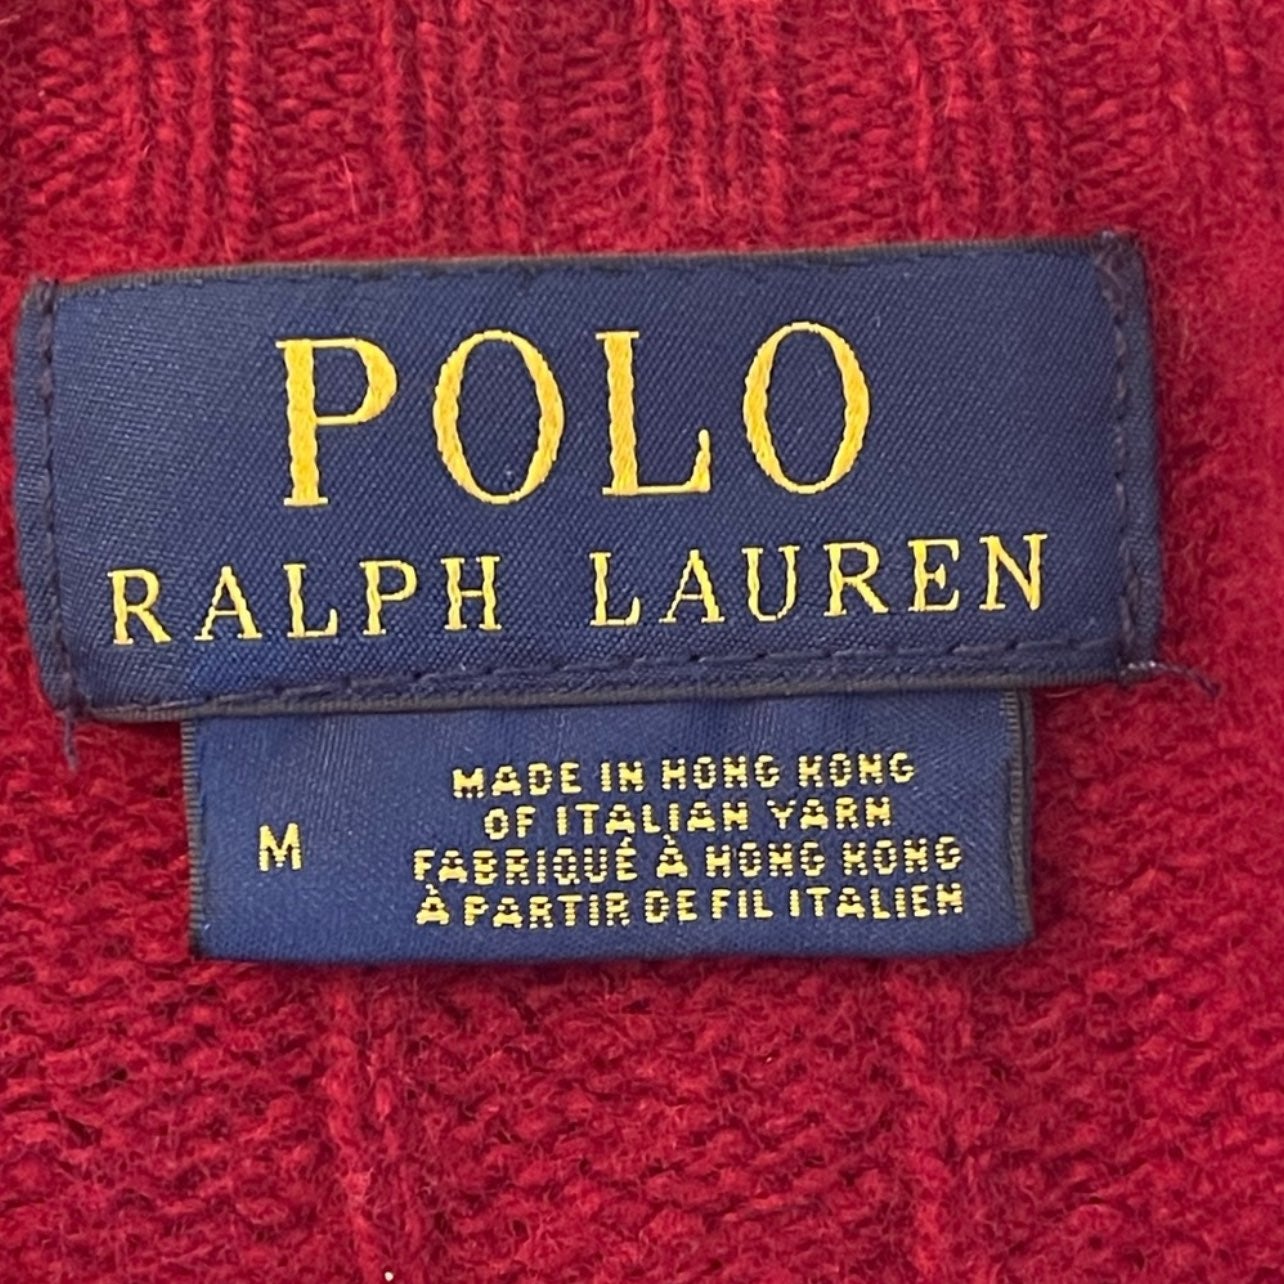 POLO
RALPH LAUREN
M
MADE IN HONG KONG
OF ITALIAN YARN
FABRIQUÉ À HONG KONG
À PARTIR DE FIL ITALIEN